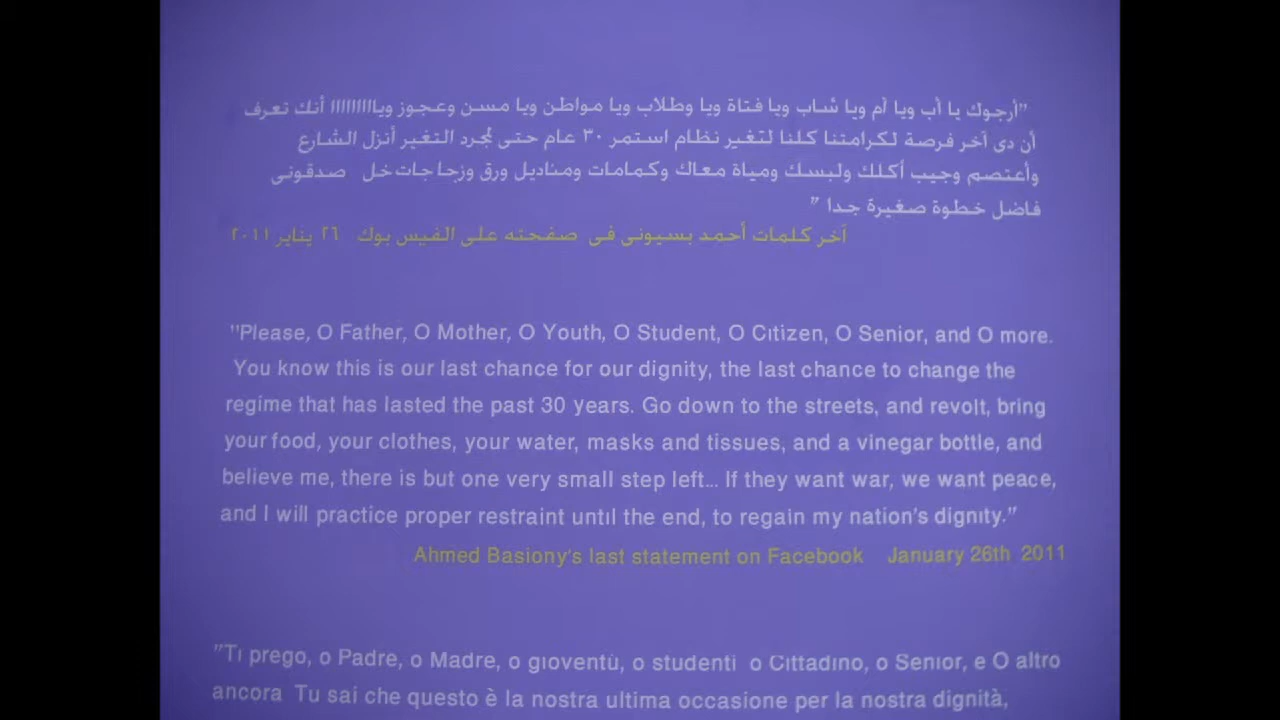 ”أرجوك يا أب ويا أم ويا شاب ويا فتاة ويا وطلاب ويا مواطن ويا مسن وعجوز وياااااااااا أنك تعرف
أن دى آخر فرصة لكرامتنا كلنا لتغير نظام استمر ٣٠ عام حتى لمجرد التغير أنزل الشارع
وأعتصم وجيب أكلك ولبسك ومياة معاك وكمامات ومناديل ورق وزجاجات خل صدقونى
فاضل خطوة صغيرة جدا ”
آخر كلمات أحمد بسيونى فى صفحته على الفيس بوك ٢٦ يناير ٢٠١١
"Please, O Father, O Mother, O Youth, O Student, O Citizen, O Senior, and O more.
You know this is our last chance for our dignity, the last chance to change the
regime that has lasted the past 30 years. Go down to the streets, and revolt, bring
your food, your clothes, your water, masks and tissues, and a vinegar bottle, and
believe me, there is but one very small step left... If they want war, we want peace,
and I will practice proper restraint until the end, to regain my nation's dignity."
Ahmed Basiony's last statement on Facebook January 26th 2011
"Ti prego, o Padre, o Madre, o gioventù, o studenti o Cittadino, o Senior, e O altro
ancora Tu sai che questo è la nostra ultima occasione per la nostra dignità,